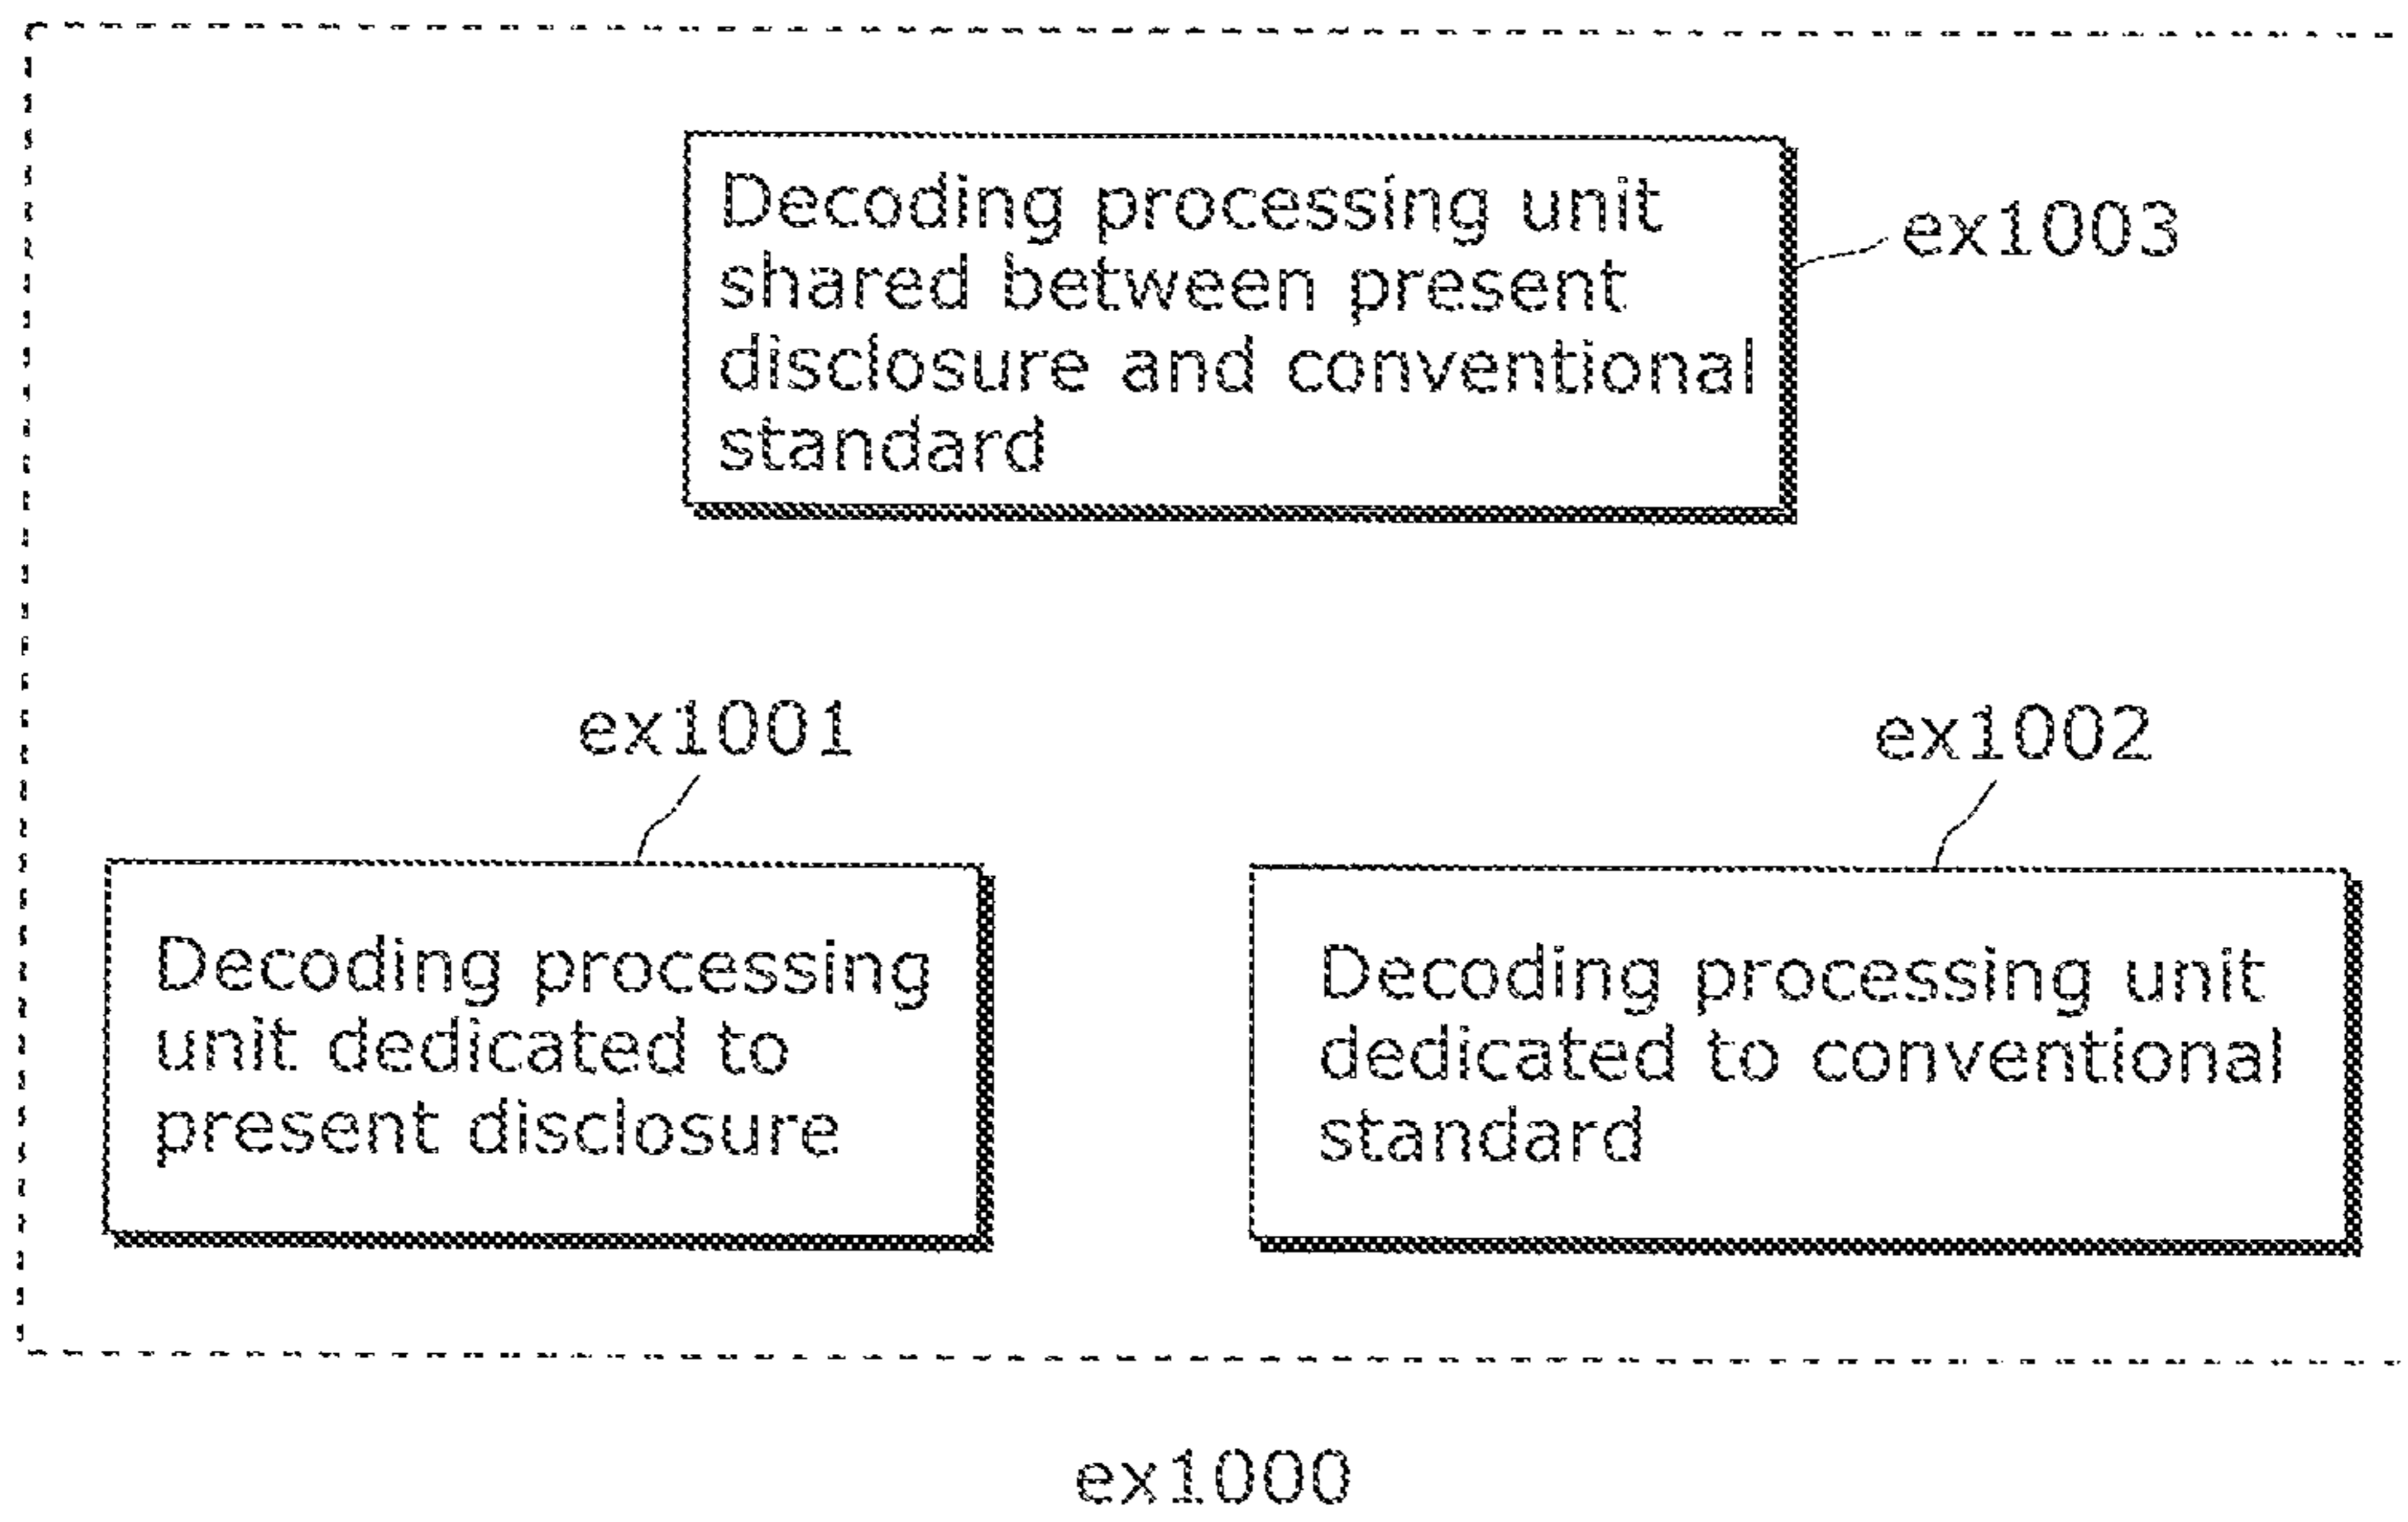 Decoding processing unit
shared between present
disclosure and conventional
standard
ex1003
ex1001
ex1002
Decoding processing
unit dedicated to
present disclosure
Decoding processing unit
dedicated to conventional
standard
ex1000